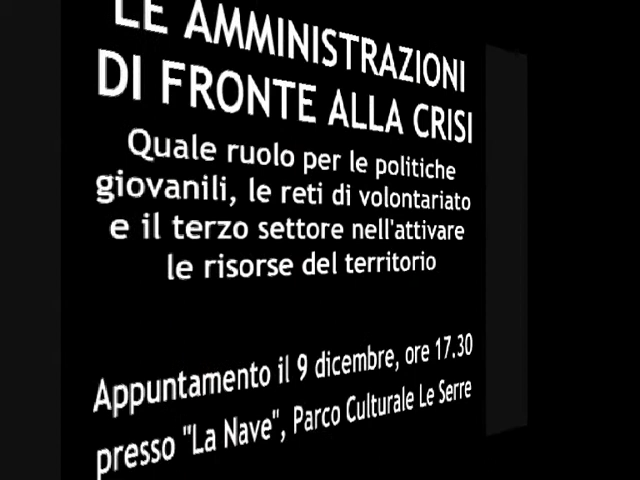 LE AMMINISTRAZIONI
DI FRONTE ALLA CRISI
Quale ruolo per le politiche
giovanili, le reti di volontariato
e il terzo settore nell'attivare
le risorse del territorio
Appuntamento il 9 dicembre, ore 17.30
presso "La Nave", Parco Culturale Le Serre